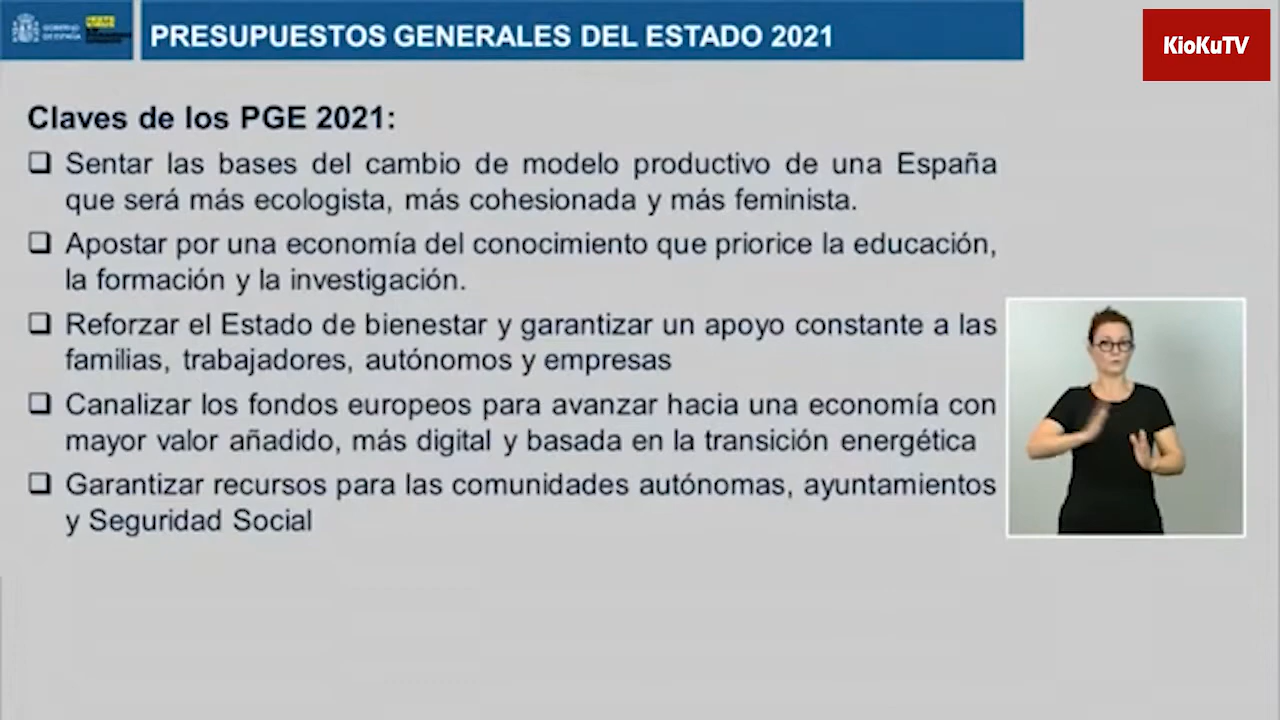 GOBIERNO
DE ESPAÑA
PRESUPUESTOS GENERALES DEL ESTADO 2021
KioKuTV
Claves de los PGE 2021:
❑ Sentar las bases del cambio de modelo productivo de una España
que será más ecologista, más cohesionada y más feminista.
❑ Apostar por una economía del conocimiento que priorice la educación,
la formación y la investigación.
❑ Reforzar el Estado de bienestar y garantizar un apoyo constante a las
familias, trabajadores, autónomos y empresas
❑ Canalizar los fondos europeos para avanzar hacia una economía con
mayor valor añadido, más digital y basada en la transición energética
❑ Garantizar recursos para las comunidades autónomas, ayuntamientos
y Seguridad Social